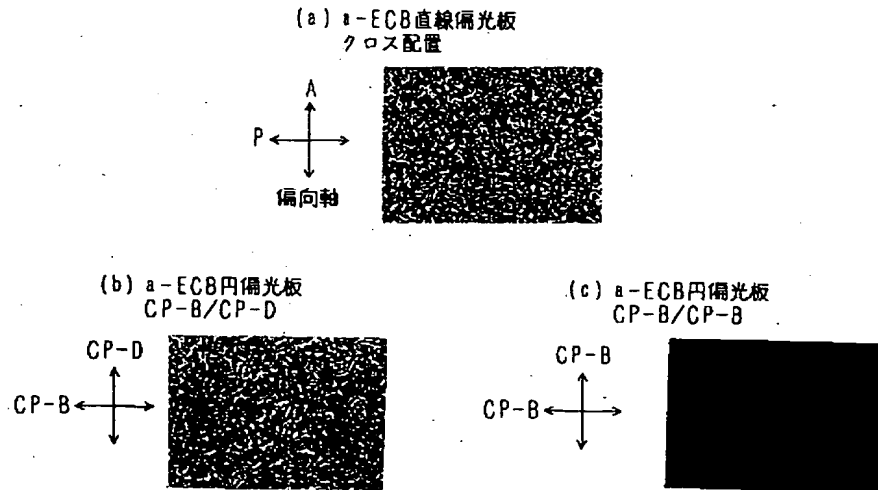 (a) a-ECB直線偏光板
クロス配置
A
P
偏向軸
(b) a-ECB円偏光板
CP-B/CP-D
CP-D
CP-B
(c) a-ECB円偏光板
CP-B/CP-B
CP-B
CP-B